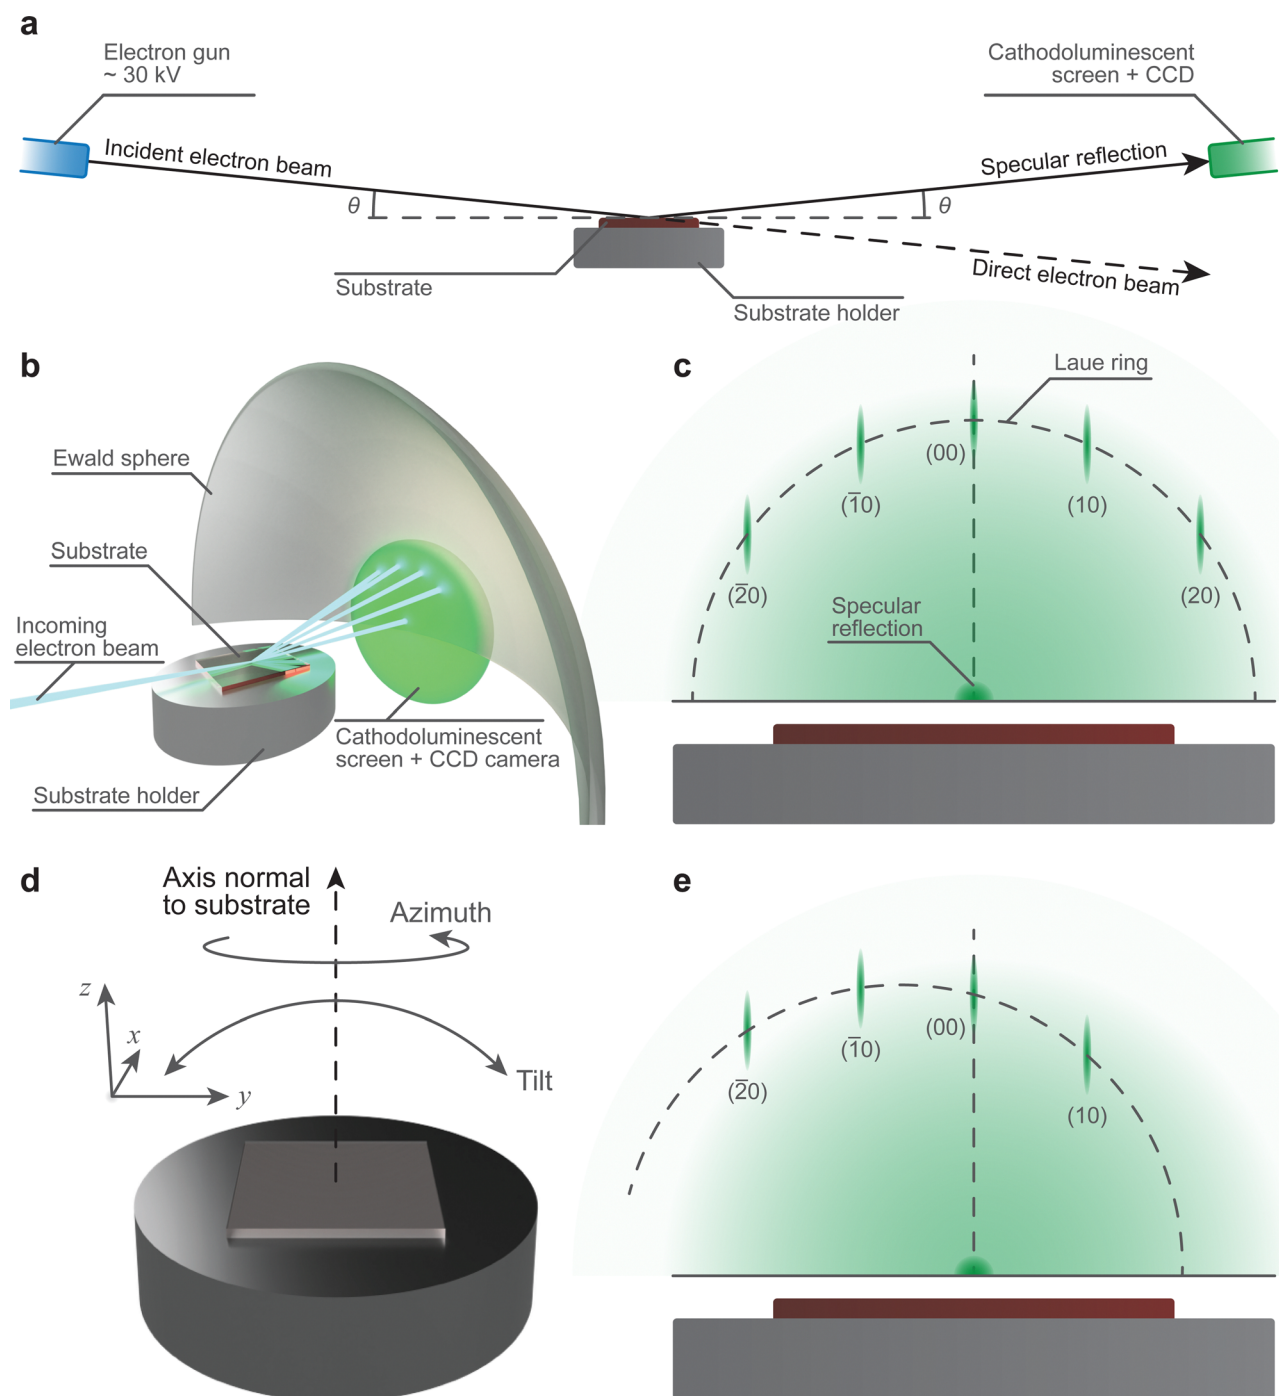 a
Electron gun
~ 30 kV
Cathodoluminescent
screen + CCD
Incident electron beam
Specular reflection
θ
θ
Direct electron beam
Substrate
Substrate holder
b
Ewald sphere
Substrate
Incoming
electron beam
Cathodoluminescent
screen + CCD camera
Substrate holder
c
Laue ring
(00)
(1̅0)
(10)
(2̅0)
(20)
Specular
reflection
d
Axis normal
to substrate
Azimuth
z
x
y
Tilt
e
(00)
(1̅0)
(2̅0)
(10)